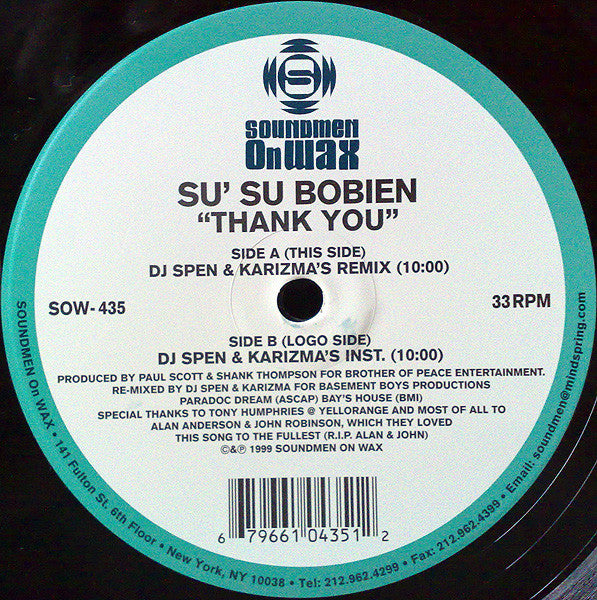 S
SOUNDMEN
On WAX
SU' SU BOBIEN
“THANK YOU”
SIDE A (THIS SIDE)
DJ SPEN & KARIZMA'S REMIX (10:00)
SOW-435
33 RPM
SIDE B (LOGO SIDE)
DJ SPEN & KARIZMA'S INST. (10:00)
PRODUCED BY PAUL SCOTT & SHANK THOMPSON FOR BROTHER OF PEACE ENTERTAINMENT.
RE-MIXED BY DJ SPEN & KARIZMA FOR BASEMENT BOYS PRODUCTIONS
PARADOC DREAM (ASCAP) BAY'S HOUSE (BMI)
SPECIAL THANKS TO TONY HUMPHRIES @ YELLORANGE AND MOST OF ALL TO
ALAN ANDERSON & JOHN ROBINSON, WHICH THEY LOVED
THIS SONG TO THE FULLEST (R.I.P. ALAN & JOHN)
©&℗ 1999 SOUNDMEN ON WAX
6 79661 04351 2
SOUNDMEN On WAX • 141 Fulton St. 6th Floor • New York, NY 10038 • Tel: 212.962.4299 • Fax: 212.962.4399 • Email: soundmen@mindspring.com